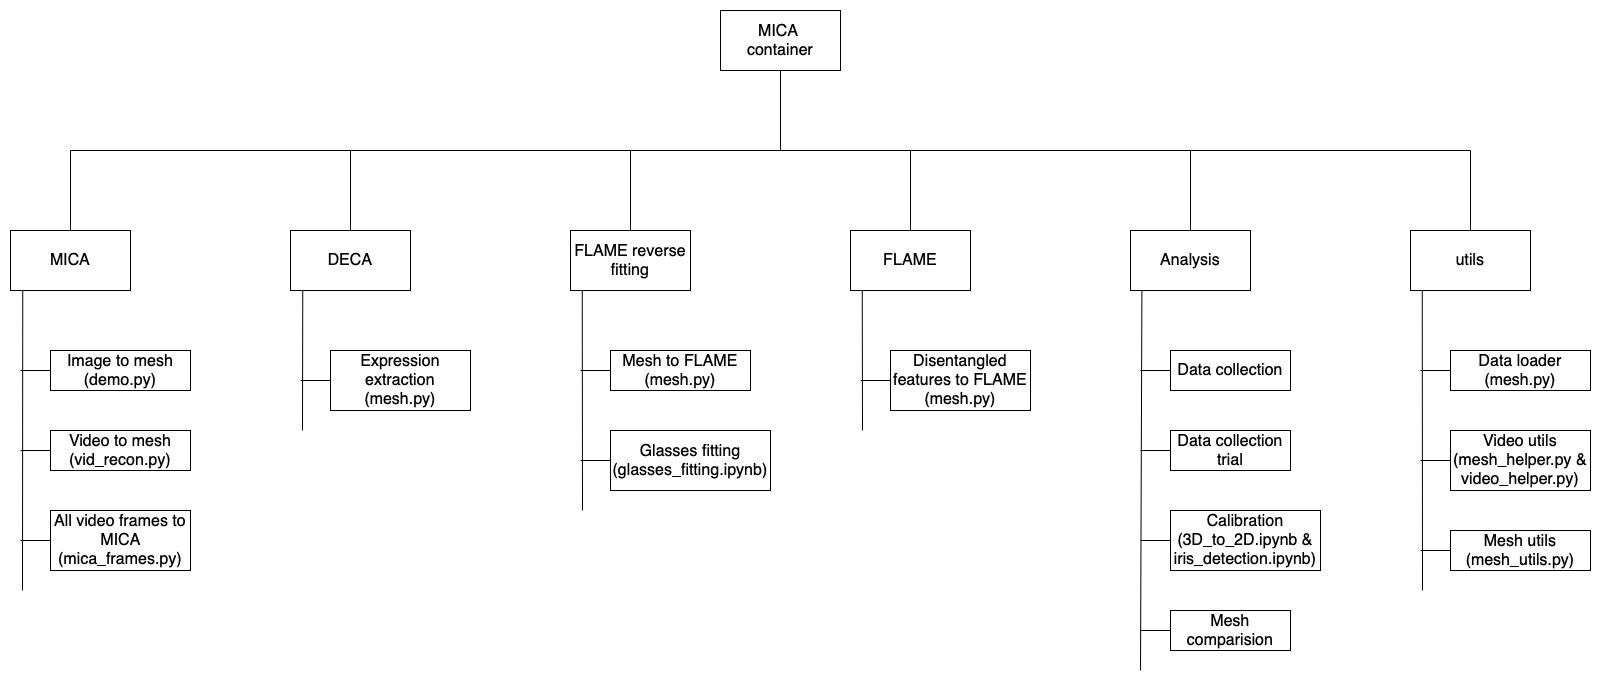 MICA
container
MICA
DECA
FLAME reverse
fitting
FLAME
Analysis
utils
Image to mesh
(demo.py)
Video to mesh
(vid_recon.py)
All video frames to
MICA
(mica_frames.py)
Expression
extraction
(mesh.py)
Mesh to FLAME
(mesh.py)
Glasses fitting
(glasses_fitting.ipynb)
Disentangled
features to FLAME
(mesh.py)
Data collection
Data collection
trial
Calibration
(3D_to_2D.ipynb &
iris_detection.ipynb)
Mesh
comparision
Data loader
(mesh.py)
Video utils
(mesh_helper.py &
video_helper.py)
Mesh utils
(mesh_utils.py)